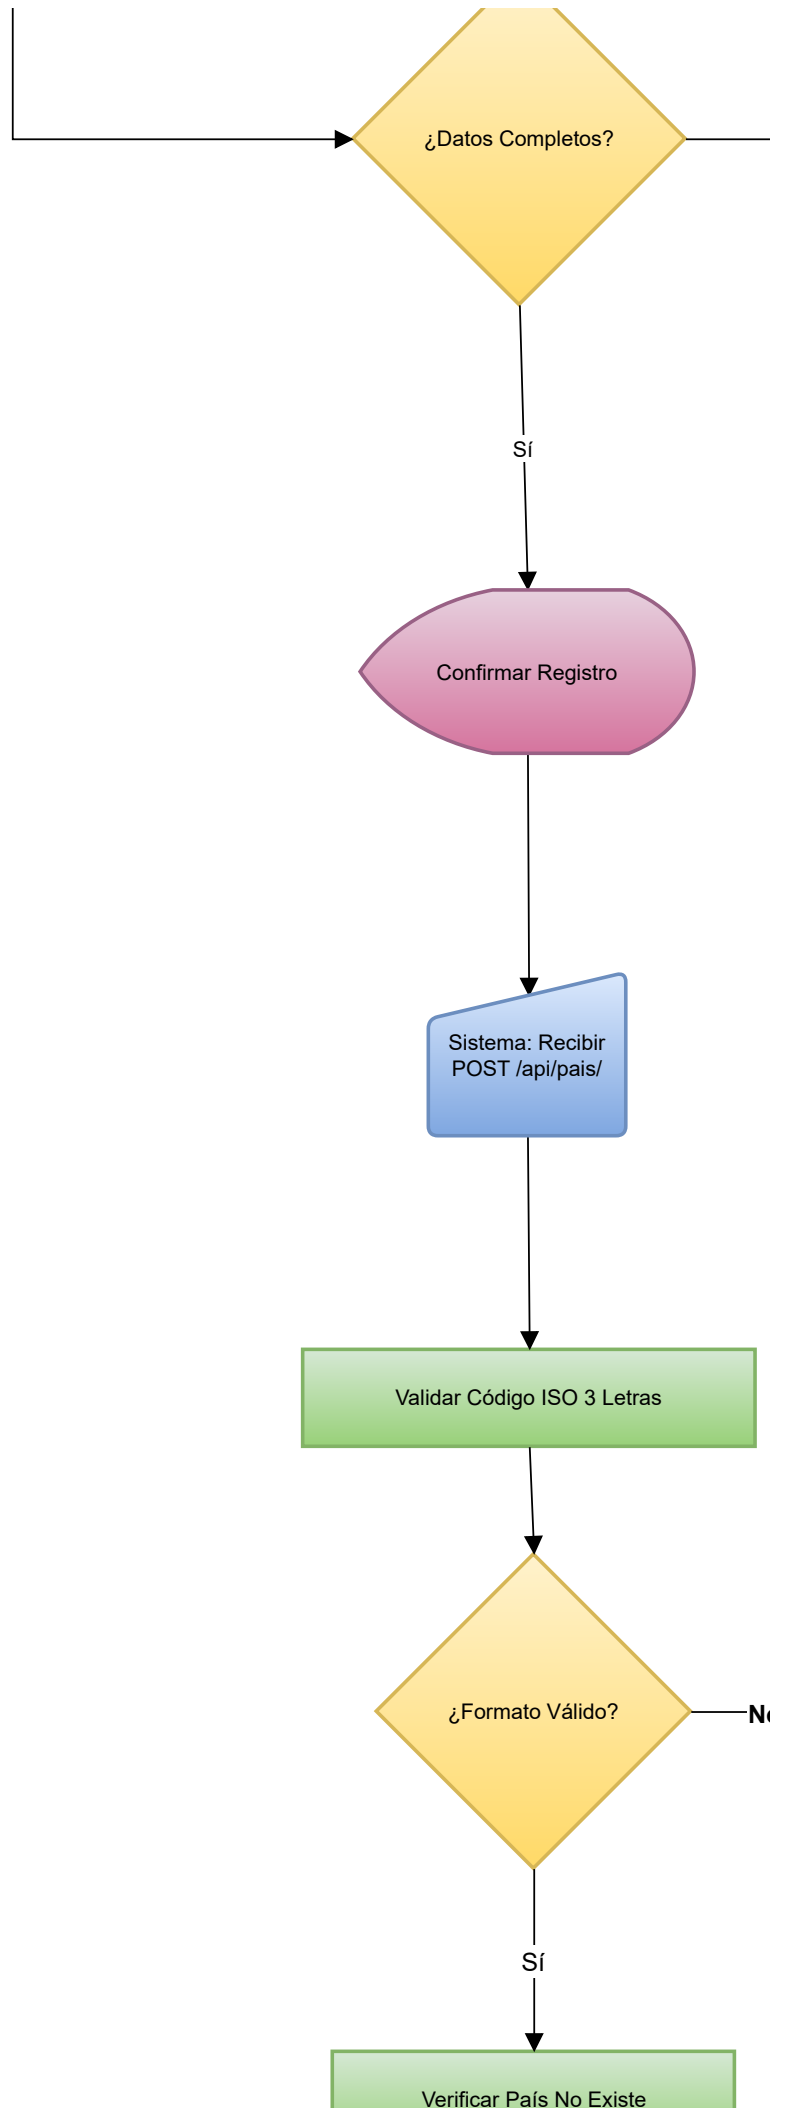 ¿Datos Completos?
Sí
Confirmar Registro
Sistema: Recibir
POST /api/pais/
Validar Código ISO 3 Letras
¿Formato Válido?
Sí
Verificar País No Existe